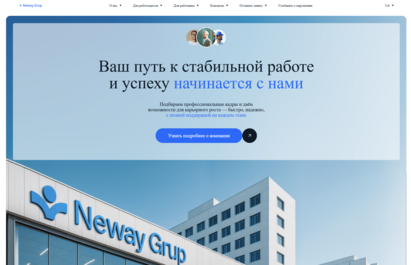 Neway Grup
О нас
Для работодателя
Для работника
Контакты
Оставить заявку
Сообщить о нарушении
Ваш путь к стабильной работе
и успеху начинается с нами
Подбираем профессиональные кадры и даём
возможности для карьерного роста — быстро, надежно,
с полной поддержкой на каждом этапе
Узнать подробнее о компании
Neway Grup